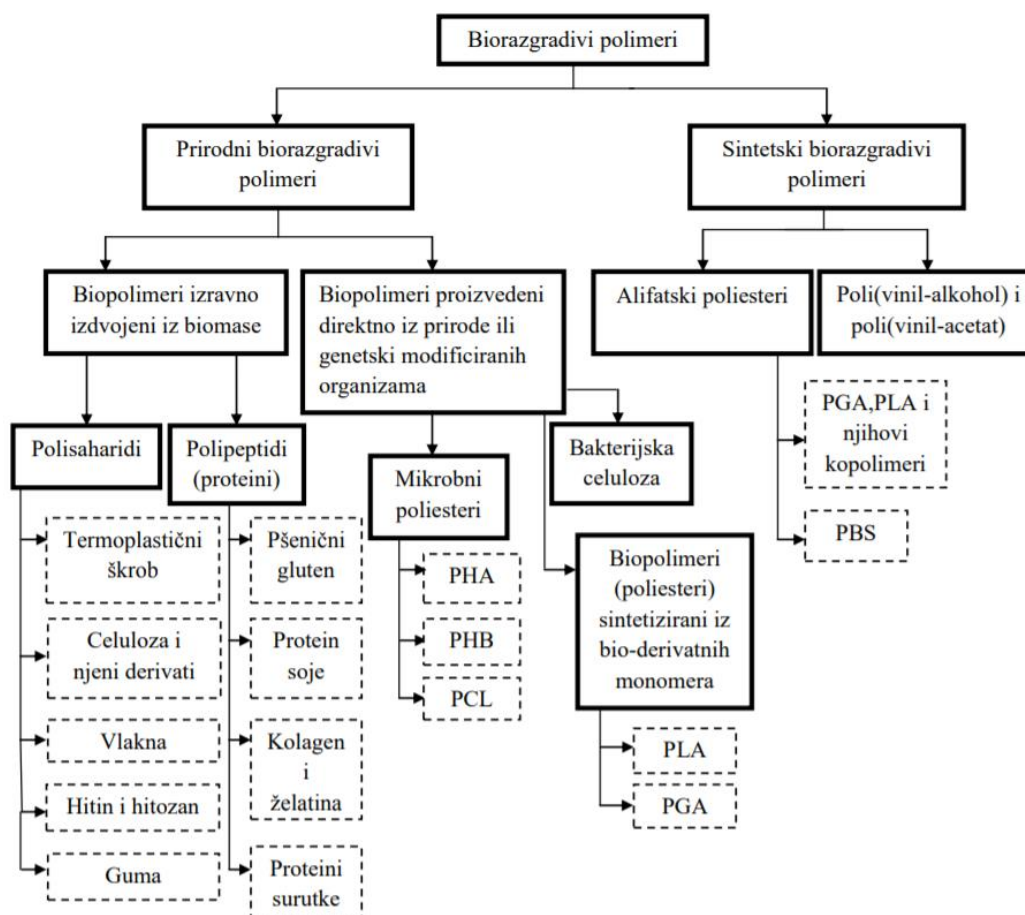 Biorazgradivi polimeri
Prirodni biorazgradivi
polimeri
Sintetski biorazgradivi
polimeri
Biopolimeri izravno
izdvojeni iz biomase
Biopolimeri proizvedeni
direktno iz prirode ili
genetski modificiranih
organizama
Alifatski poliesteri
Poli(vinil-alkohol) i
poli(vinil-acetat)
Polisaharidi
Polipeptidi
(proteini)
Mikrobni
poliesteri
Bakterijska
celuloza
PGA,PLA i
njihovi
kopolimeri
PBS
Termoplastični
škrob
Celuloza i
njeni derivati
Vlakna
Hitin i hitozan
Guma
Pšenični
gluten
Protein
soje
Kolagen
i
želatina
Proteini
surutke
PHA
PHB
PCL
Biopolimeri
(poliesteri)
sintetizirani iz
bio-derivatnih
monomera
PLA
PGA